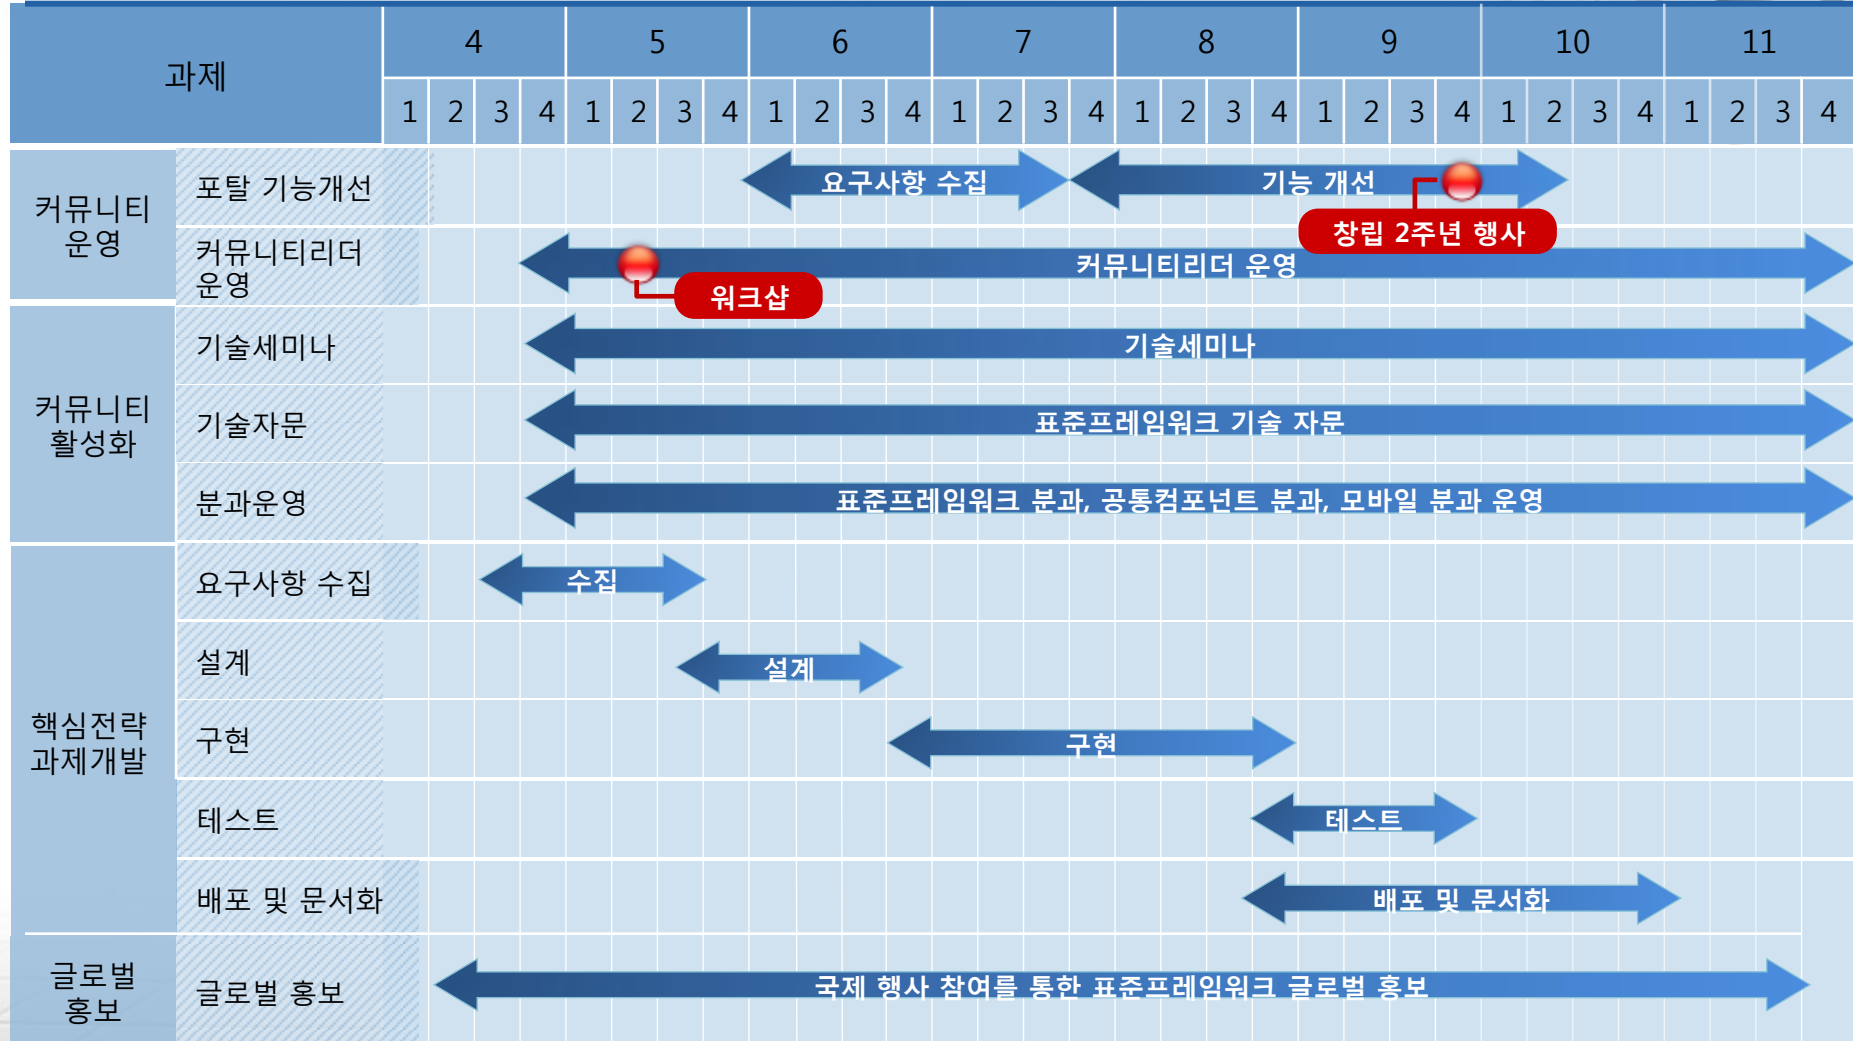 과제
4 5 6 7 8 9 10 11
1 2 3 4 1 2 3 4 1 2 3 4 1 2 3 4 1 2 3 4 1 2 3 4 1 2 3 4 1 2 3 4
커뮤니티
운영
포탈 기능개선
요구사항 수집
기능 개선
창립 2주년 행사
커뮤니티리더
운영
커뮤니티리더 운영
워크샵
커뮤니티
활성화
기술세미나
기술세미나
기술자문
표준프레임워크 기술 자문
분과운영
표준프레임워크 분과, 공통컴포넌트 분과, 모바일 분과 운영
핵심전략
과제개발
요구사항 수집
수집
설계
설계
구현
구현
테스트
테스트
배포 및 문서화
배포 및 문서화
글로벌
홍보
글로벌 홍보
국제 행사 참여를 통한 표준프레임워크 글로벌 홍보